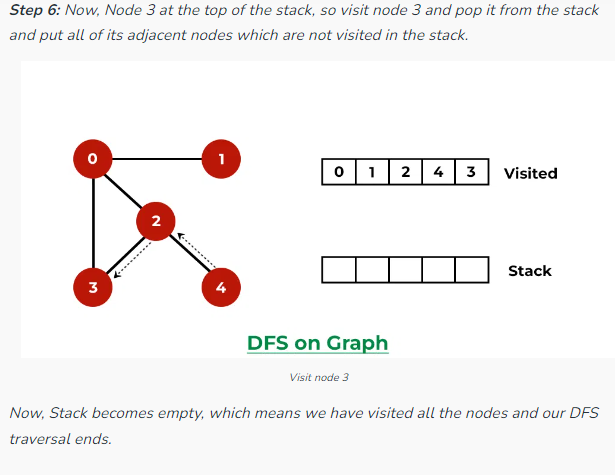 Step 6: Now, Node 3 at the top of the stack, so visit node 3 and pop it from the stack
and put all of its adjacent nodes which are not visited in the stack.
0 1 0 1 2 4 3 Visited
2
3 4 Stack
DFS on Graph
Visit node 3
Now, Stack becomes empty, which means we have visited all the nodes and our DFS
traversal ends.